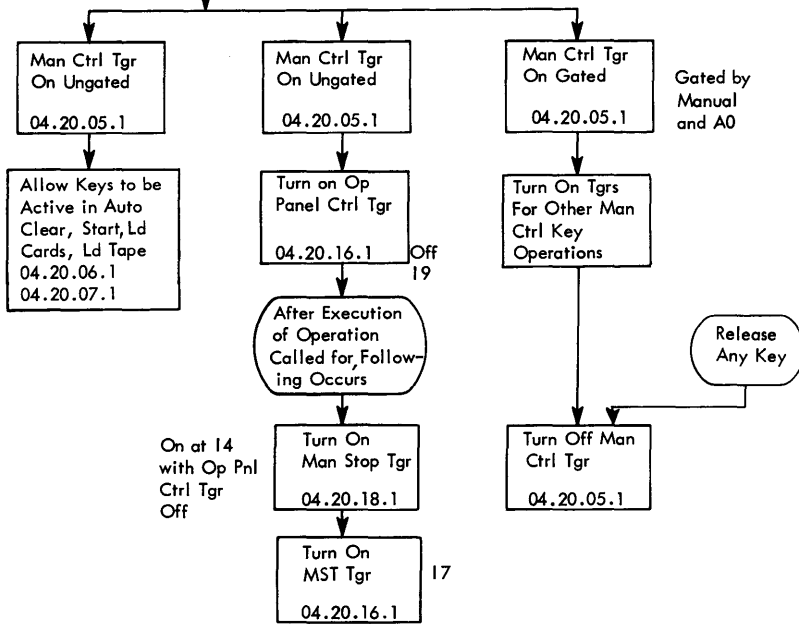 Man Ctrl Tgr
On Ungated
04.20.05.1
Man Ctrl Tgr
On Ungated
04.20.05.1
Man Ctrl Tgr
On Gated
04.20.05.1
Gated by
Manual
and A0
Allow Keys to be
Active in Auto
Clear, Start, Ld
Cards, Ld Tape
04.20.06.1
04.20.07.1
Turn on Op
Panel Ctrl Tgr
04.20.16.1
Off
19
Turn On Tgrs
For Other Man
Ctrl Key
Operations
After Execution
of Operation
Called for, Follow-
ing Occurs
Release
Any Key
On at I4
with Op Pnl
Ctrl Tgr
Off
Turn On
Man Stop Tgr
04.20.18.1
Turn Off Man
Ctrl Tgr
04.20.05.1
Turn On
MST Tgr
04.20.16.1
I7